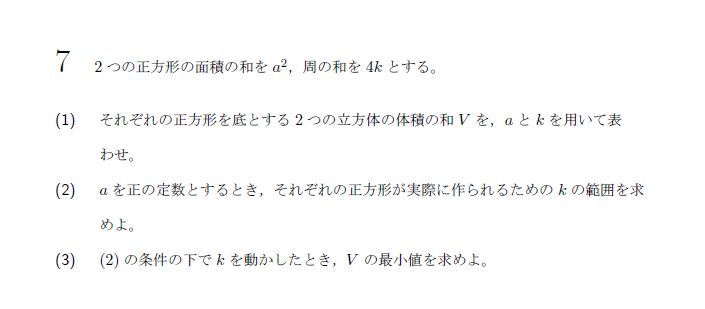 7 2つの正方形の面積の和を a²，周の和を 4k とする。
(1) それぞれの正方形を底とする 2 つの立方体の体積の和 V を，a と k を用いて表
わせ。
(2) a を正の定数とするとき，それぞれの正方形が実際に作られるための k の範囲を求
めよ。
(3) (2) の条件の下で k を動かしたとき，V の最小値を求めよ。